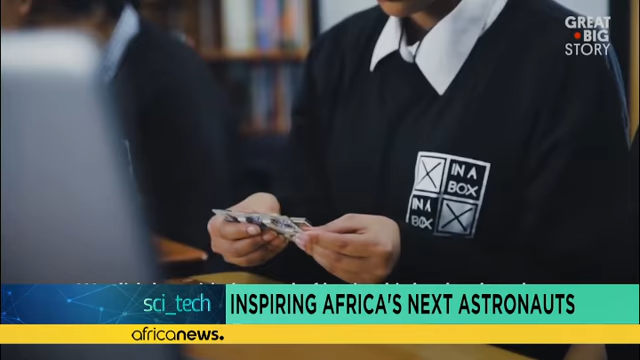 GREAT
BIG
STORY
IN A
BOX
IN A
BOX
sci_tech
INSPIRING AFRICA'S NEXT ASTRONAUTS
africanews.